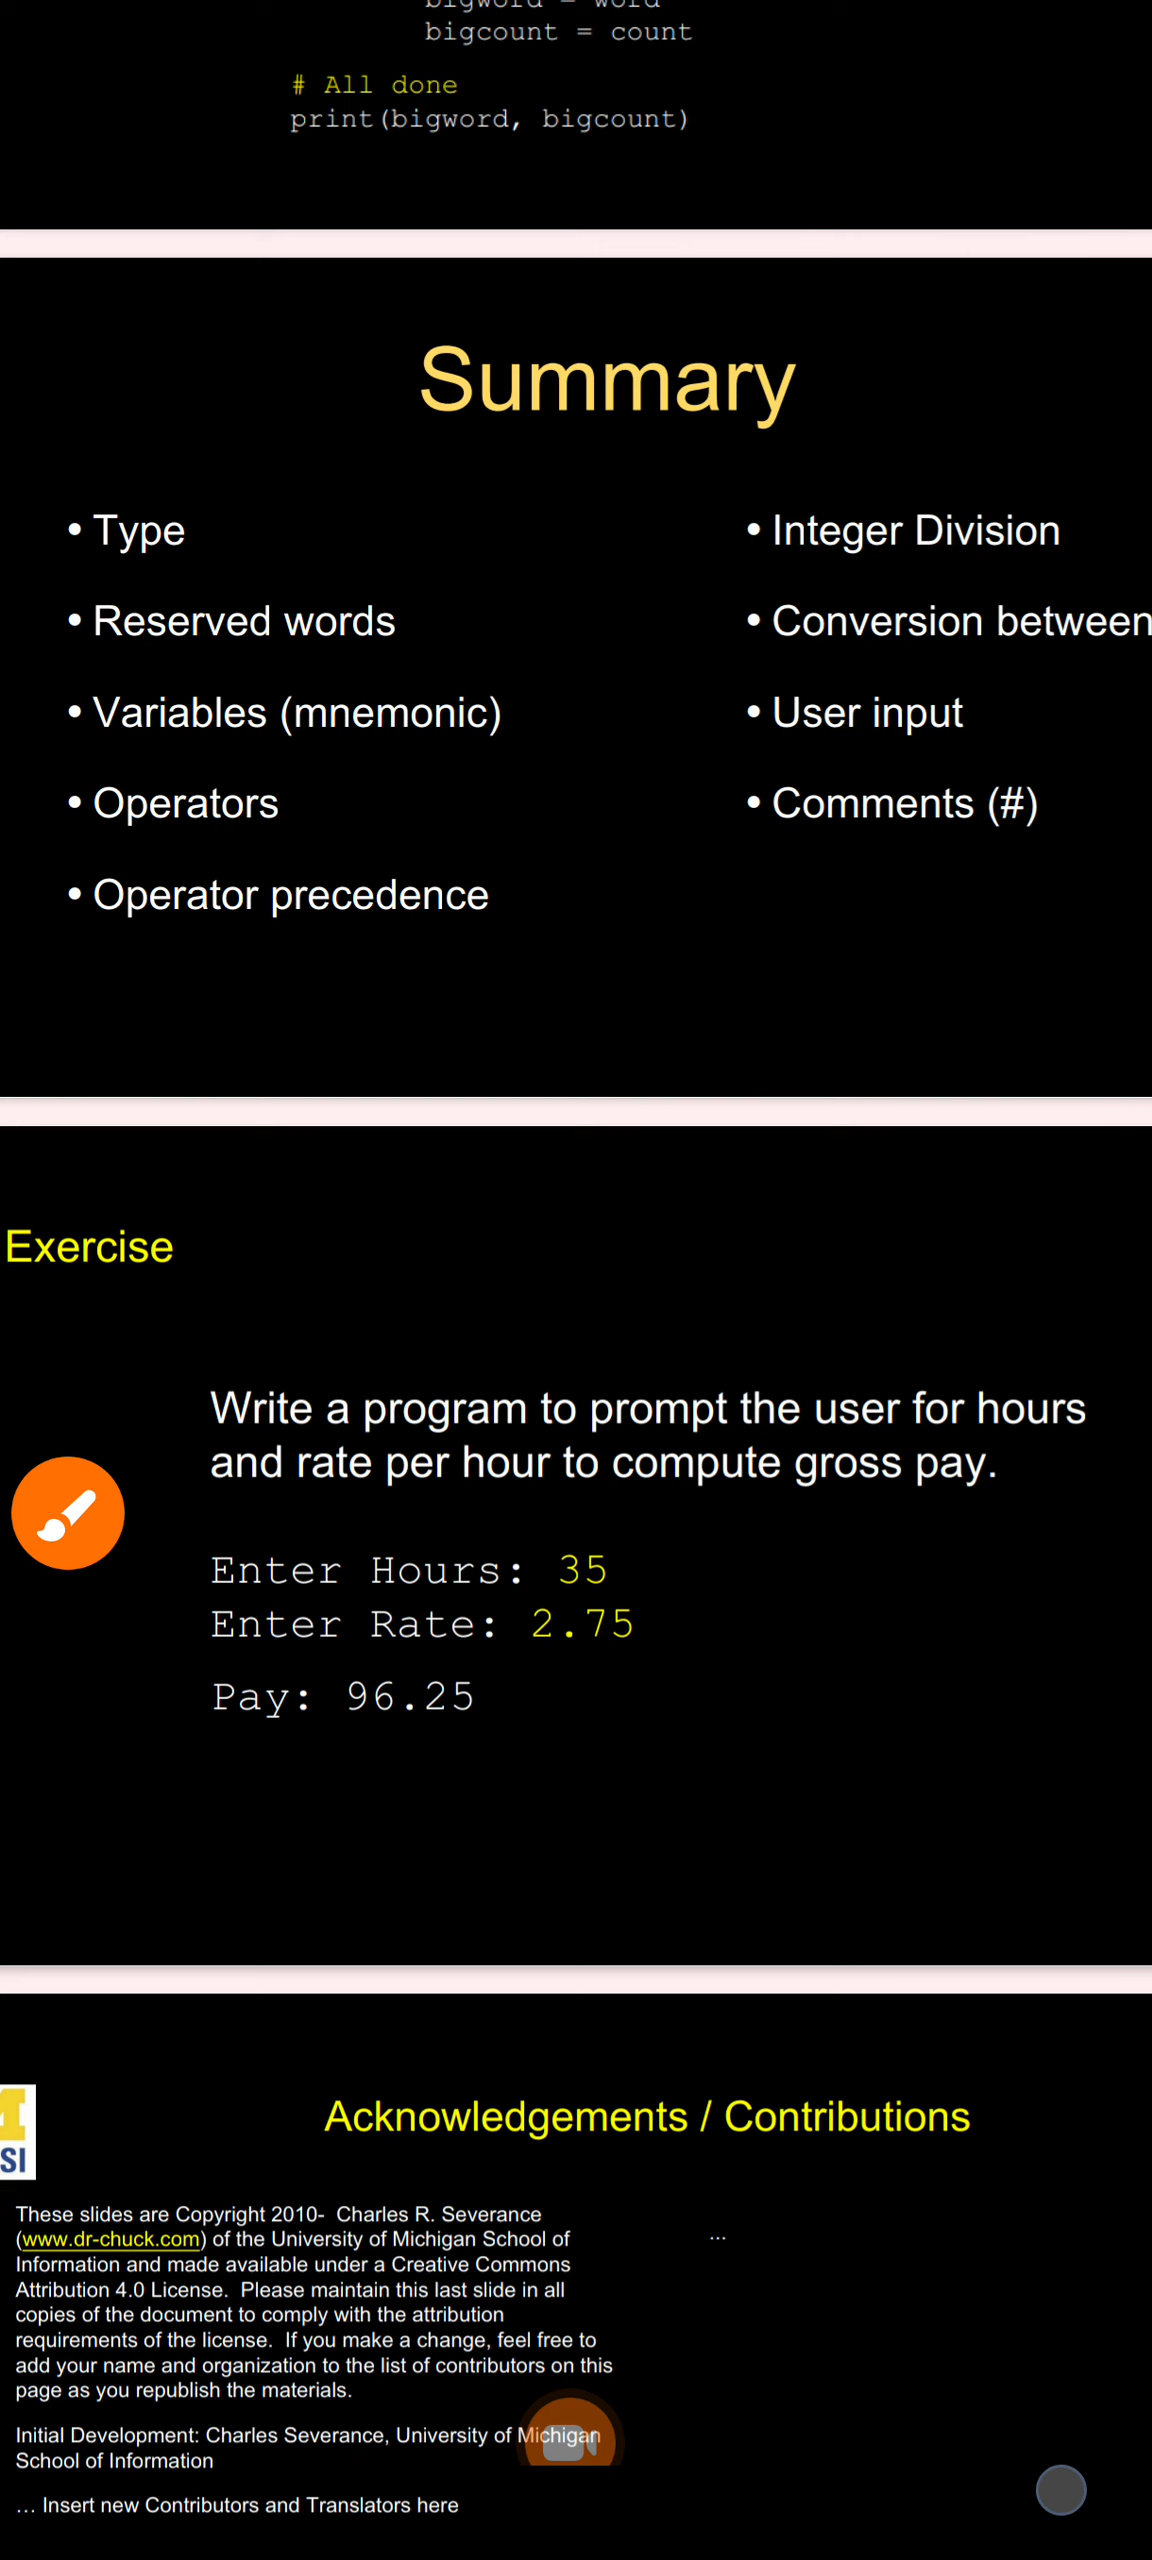 bigword = word
bigcount = count
# All done
print(bigword, bigcount)
Summary
• Type
• Reserved words
• Variables (mnemonic)
• Operators
• Operator precedence
• Integer Division
• Conversion between
• User input
• Comments (#)
Exercise
Write a program to prompt the user for hours
and rate per hour to compute gross pay.
Enter Hours: 35
Enter Rate: 2.75
Pay: 96.25
SI
Acknowledgements / Contributions
These slides are Copyright 2010-  Charles R. Severance
(www.dr-chuck.com) of the University of Michigan School of
Information and made available under a Creative Commons
Attribution 4.0 License.  Please maintain this last slide in all
copies of the document to comply with the attribution
requirements of the license.  If you make a change, feel free to
add your name and organization to the list of contributors on this
page as you republish the materials.
Initial Development: Charles Severance, University of Michigan
School of Information
… Insert new Contributors and Translators here
...